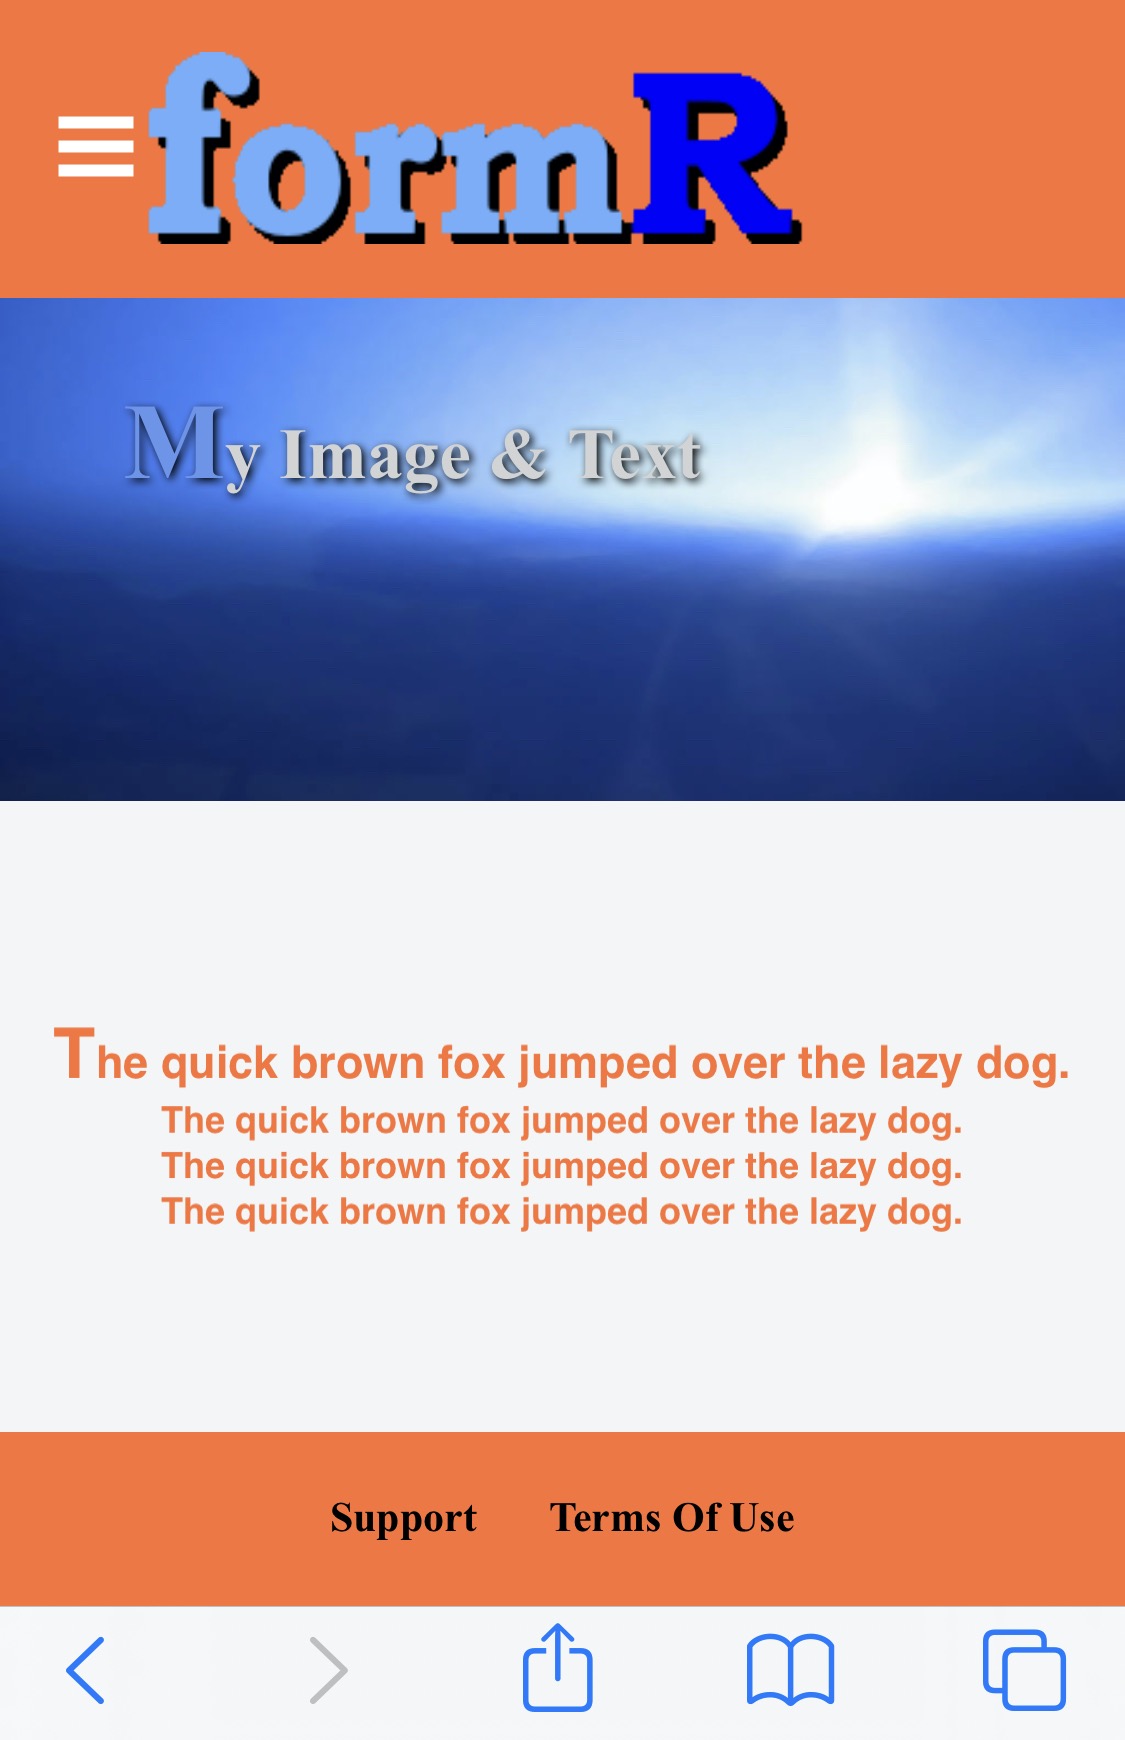 formR
My Image & Text
The quick brown fox jumped over the lazy dog.
The quick brown fox jumped over the lazy dog.
The quick brown fox jumped over the lazy dog.
The quick brown fox jumped over the lazy dog.
Support Terms Of Use